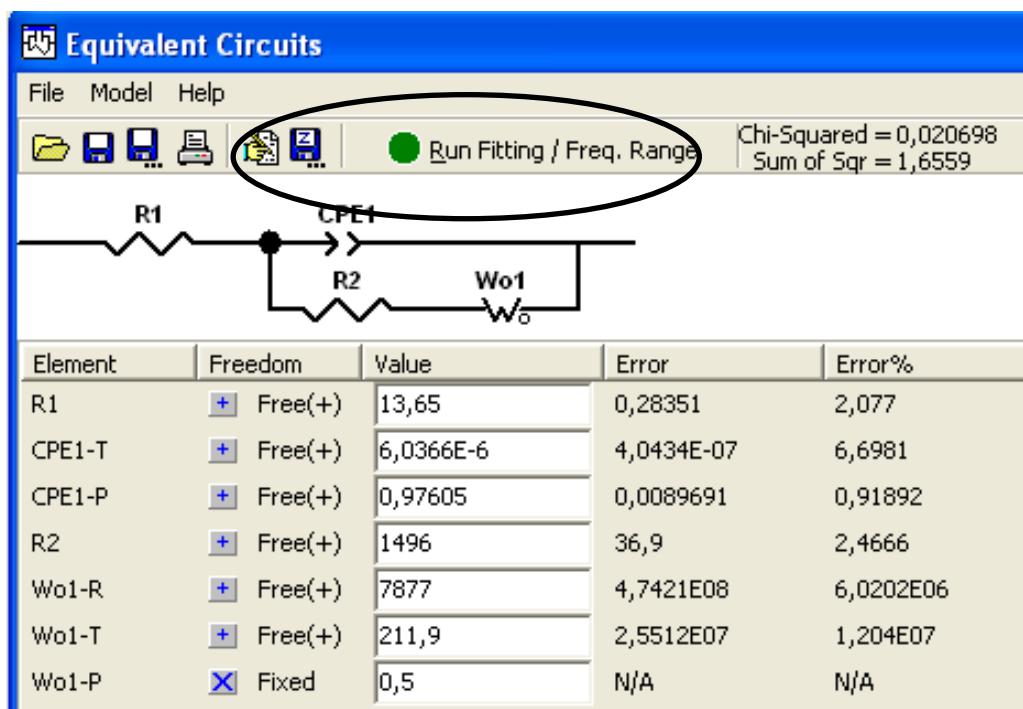 Equivalent Circuits
File Model Help
Run Fitting / Freq. Range
Chi-Squared = 0,020698
Sum of Sqr = 1,6559
R1
CPE1
R2
Wo1
Element Freedom Value Error Error%
R1 Free(+) 13,65 0,28351 2,077
CPE1-T Free(+) 6,0366E-6 4,0434E-07 6,6981
CPE1-P Free(+) 0,97605 0,0089691 0,91892
R2 Free(+) 1496 36,9 2,4666
Wo1-R Free(+) 7877 4,7421E08 6,0202E06
Wo1-T Free(+) 211,9 2,5512E07 1,204E07
Wo1-P Fixed 0,5 N/A N/A